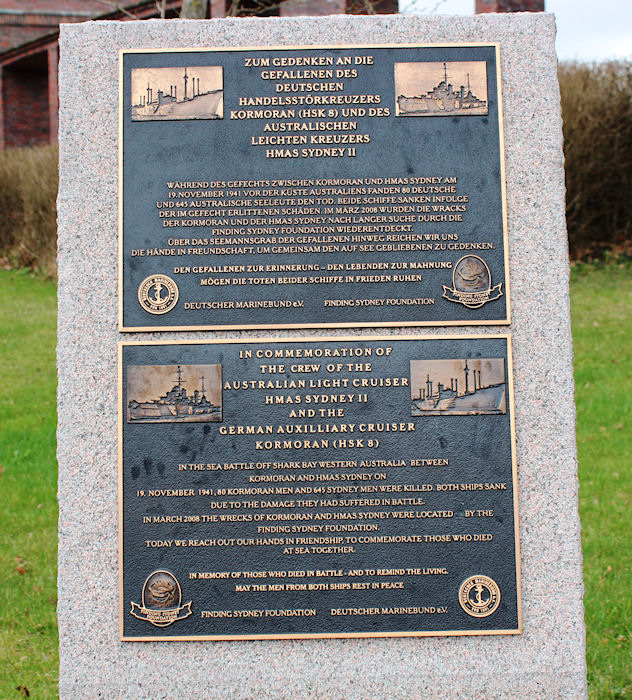 ZUM GEDENKEN AN DIE
GEFALLENEN DES
DEUTSCHEN
HANDELSSTÖRKREUZERS
KORMORAN (HSK 8) UND DES
AUSTRALISCHEN
LEICHTEN KREUZERS
HMAS SYDNEY II
WÄHREND DES GEFECHTS ZWISCHEN KORMORAN UND HMAS SYDNEY AM
19. NOVEMBER 1941 VOR DER KÜSTE AUSTRALIENS FANDEN 80 DEUTSCHE
UND 645 AUSTRALISCHE SEELEUTE DEN TOD. BEIDE SCHIFFE SANKEN INFOLGE
DER IM GEFECHT ERLITTENEN SCHÄDEN. IM MÄRZ 2008 WURDEN DIE WRACKS
DER KORMORAN UND DER HMAS SYDNEY NACH LANGER SUCHE DURCH DIE
FINDING SYDNEY FOUNDATION WIEDERENTDECKT.
ÜBER DAS SEEMANNSGRAB DER GEFALLENEN HINWEG REICHEN WIR UNS
DIE HÄNDE IN FREUNDSCHAFT, UM GEMEINSAM DEN AUF SEE GEBLIEBENEN ZU GEDENKEN.
DEN GEFALLENEN ZUR ERINNERUNG – DEN LEBENDEN ZUR MAHNUNG
MÖGEN DIE TOTEN BEIDER SCHIFFE IN FRIEDEN RUHEN
DEUTSCHER MARINEBUND e.V. FINDING SYDNEY FOUNDATION
FINDING SYDNEY
FOUNDATION
IN COMMEMORATION OF
THE CREW OF THE
AUSTRALIAN LIGHT CRUISER
HMAS SYDNEY II
AND THE
GERMAN AUXILLIARY CRUISER
KORMORAN (HSK 8)
IN THE SEA BATTLE OFF SHARK BAY WESTERN AUSTRALIA BETWEEN
KORMORAN AND HMAS SYDNEY ON
19. NOVEMBER 1941, 80 KORMORAN MEN AND 645 SYDNEY MEN WERE KILLED. BOTH SHIPS SANK
DUE TO THE DAMAGE THEY HAD SUFFERED IN BATTLE.
IN MARCH 2008 THE WRECKS OF KORMORAN AND HMAS SYDNEY WERE LOCATED BY THE
FINDING SYDNEY FOUNDATION.
TODAY WE REACH OUT OUR HANDS IN FRIENDSHIP, TO COMMEMORATE THOSE WHO DIED
AT SEA TOGETHER.
IN MEMORY OF THOSE WHO DIED IN BATTLE - AND TO REMIND THE LIVING.
MAY THE MEN FROM BOTH SHIPS REST IN PEACE
FINDING SYDNEY
FOUNDATION
FINDING SYDNEY FOUNDATION DEUTSCHER MARINEBUND e.V.
DEUTSCHER MARINEBUND